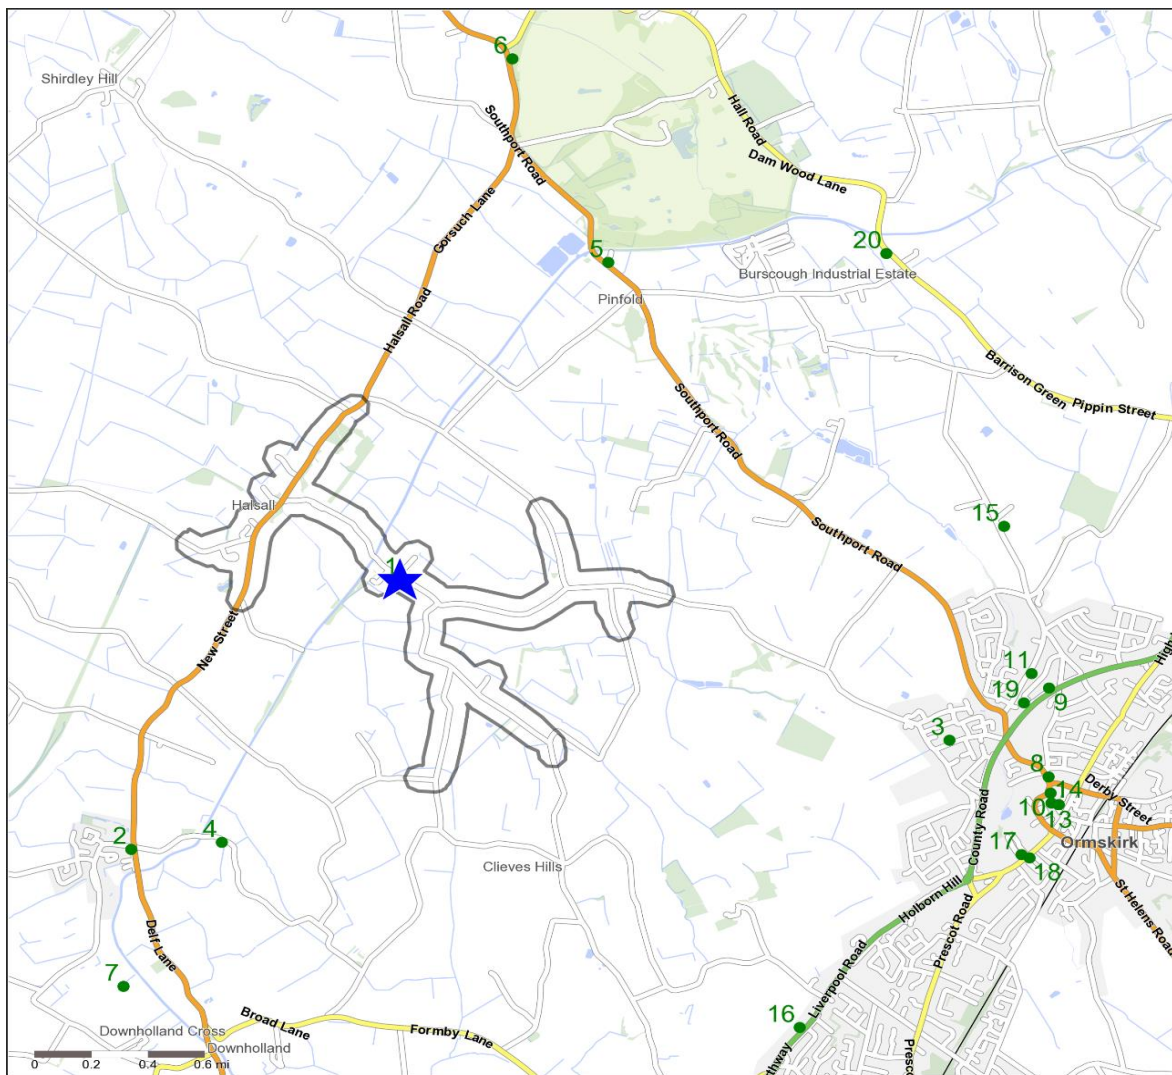 6
Shirdley Hill
Southport Road
Hall Road
Dam Wood Lane
Gorsuch Lane
5
20
Burscough Industrial Estate
Pinfold
Halsall Road
Barrison Green
Pippin Street
Southport Road
Halsall
15
Southport Road
1
New Street
High
11
19
9
3
8
Derby Street
14
10
13
County Road
2
4
17
Ormskirk
18
Clieves Hills
Holborn Hill
St Helens Road
Prescot Road
Delf Lane
Liverpool Road
7
16
Broad Lane
Downholland Cross
Formby Lane
Downholland
0 0.2 0.4 0.6 mi